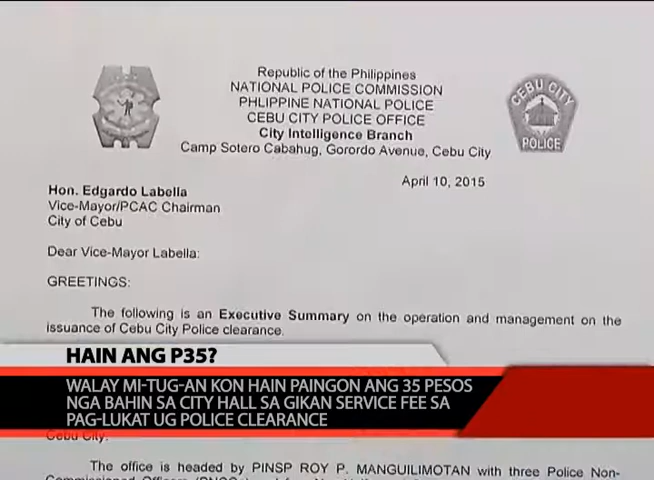 Republic of the Philippines
NATIONAL POLICE COMMISSION
PHLIPPINE NATIONAL POLICE
CEBU CITY POLICE OFFICE
City Intelligence Branch
Camp Sotero Cabahug, Gorordo Avenue, Cebu City
CEBU CITY
POLICE
April 10, 2015
Hon. Edgardo Labella
Vice-Mayor/PCAC Chairman
City of Cebu
Dear Vice-Mayor Labella:
GREETINGS:
The following is an Executive Summary on the operation and management on the
issuance of Cebu City Police clearance.
HAIN ANG P35?
WALAY MI-TUG-AN KON HAIN PAINGON ANG 35 PESOS
NGA BAHIN SA CITY HALL SA GIKAN SERVICE FEE SA
PAG-LUKAT UG POLICE CLEARANCE
Cebu City.
The office is headed by PINSP ROY P. MANGUILIMOTAN with three Police Non-